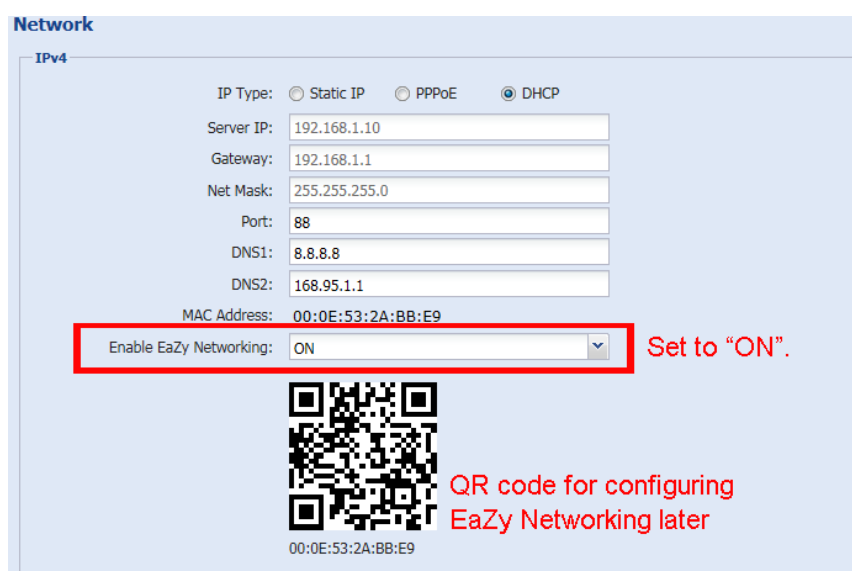 Network
IPv4
IP Type: Static IP PPPoE DHCP
Server IP: 192.168.1.10
Gateway: 192.168.1.1
Net Mask: 255.255.255.0
Port: 88
DNS1: 8.8.8.8
DNS2: 168.95.1.1
MAC Address: 00:0E:53:2A:BB:E9
Enable EaZy Networking: ON Set to “ON”.
QR code for configuring
EaZy Networking later
00:0E:53:2A:BB:E9